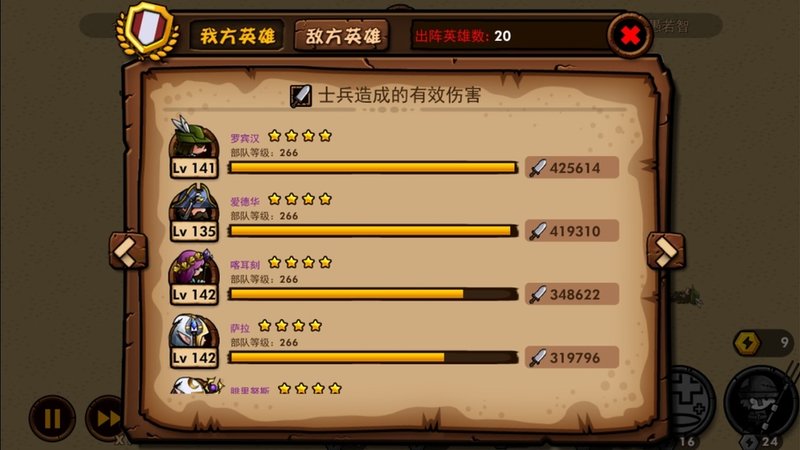 我方英雄
敌方英雄
出阵英雄数: 20
若智
士兵造成的有效伤害
罗宾汉
部队等级：266
Lv 141
425614
爱德华
部队等级：266
Lv 135
419310
喀耳刻
部队等级：266
Lv 142
348622
萨拉
部队等级：266
Lv 142
319796
9
16
24
X